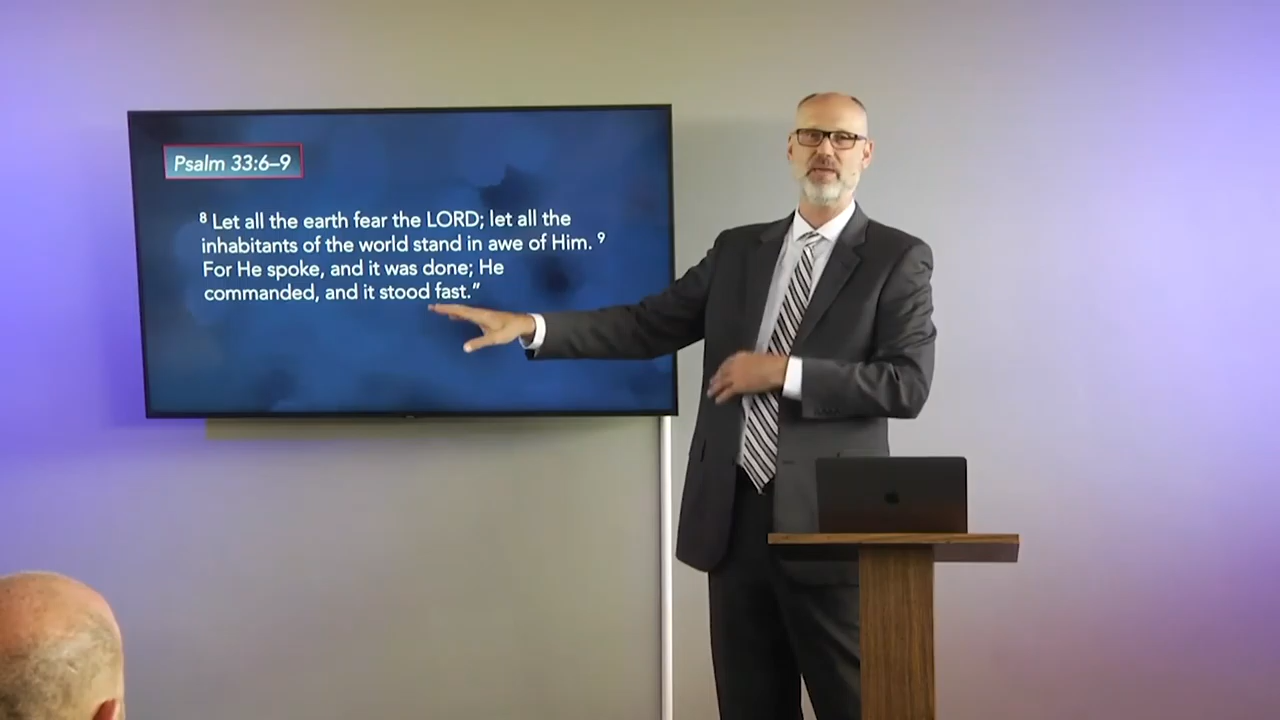 Psalm 33:6–9
⁸ Let all the earth fear the LORD; let all the
inhabitants of the world stand in awe of Him. ⁹
For He spoke, and it was done; He
commanded, and it stood fast.”